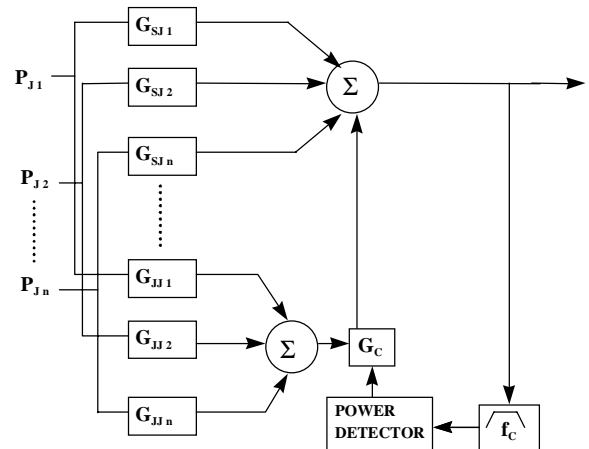 G_SJ 1
P_J 1
G_SJ 2
Σ
G_SJ n
P_J 2
P_J n
G_JJ 1
G_JJ 2
Σ
G_C
G_JJ n
POWER
DETECTOR
f_C